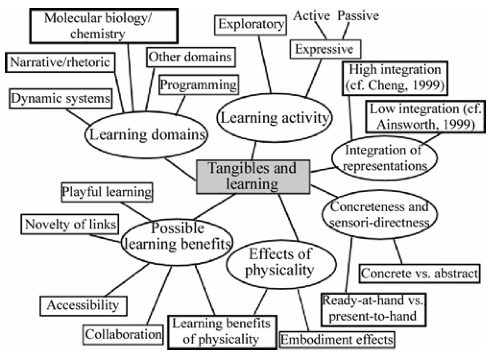 Molecular biology/
chemistry
Exploratory
Active Passive
Expressive
Narrative/rhetoric
Other domains
High integration
(cf. Cheng, 1999)
Dynamic systems
Programming
Low integration (cf.
Ainsworth, 1999)
Learning domains
Learning activity
Integration of
representations
Tangibles and
learning
Playful learning
Concreteness and
sensori-directness
Novelty of links
Possible
learning benefits
Effects of
physicality
Concrete vs. abstract
Accessibility
Ready-at-hand vs.
present-to-hand
Collaboration
Learning benefits
of physicality
Embodiment effects